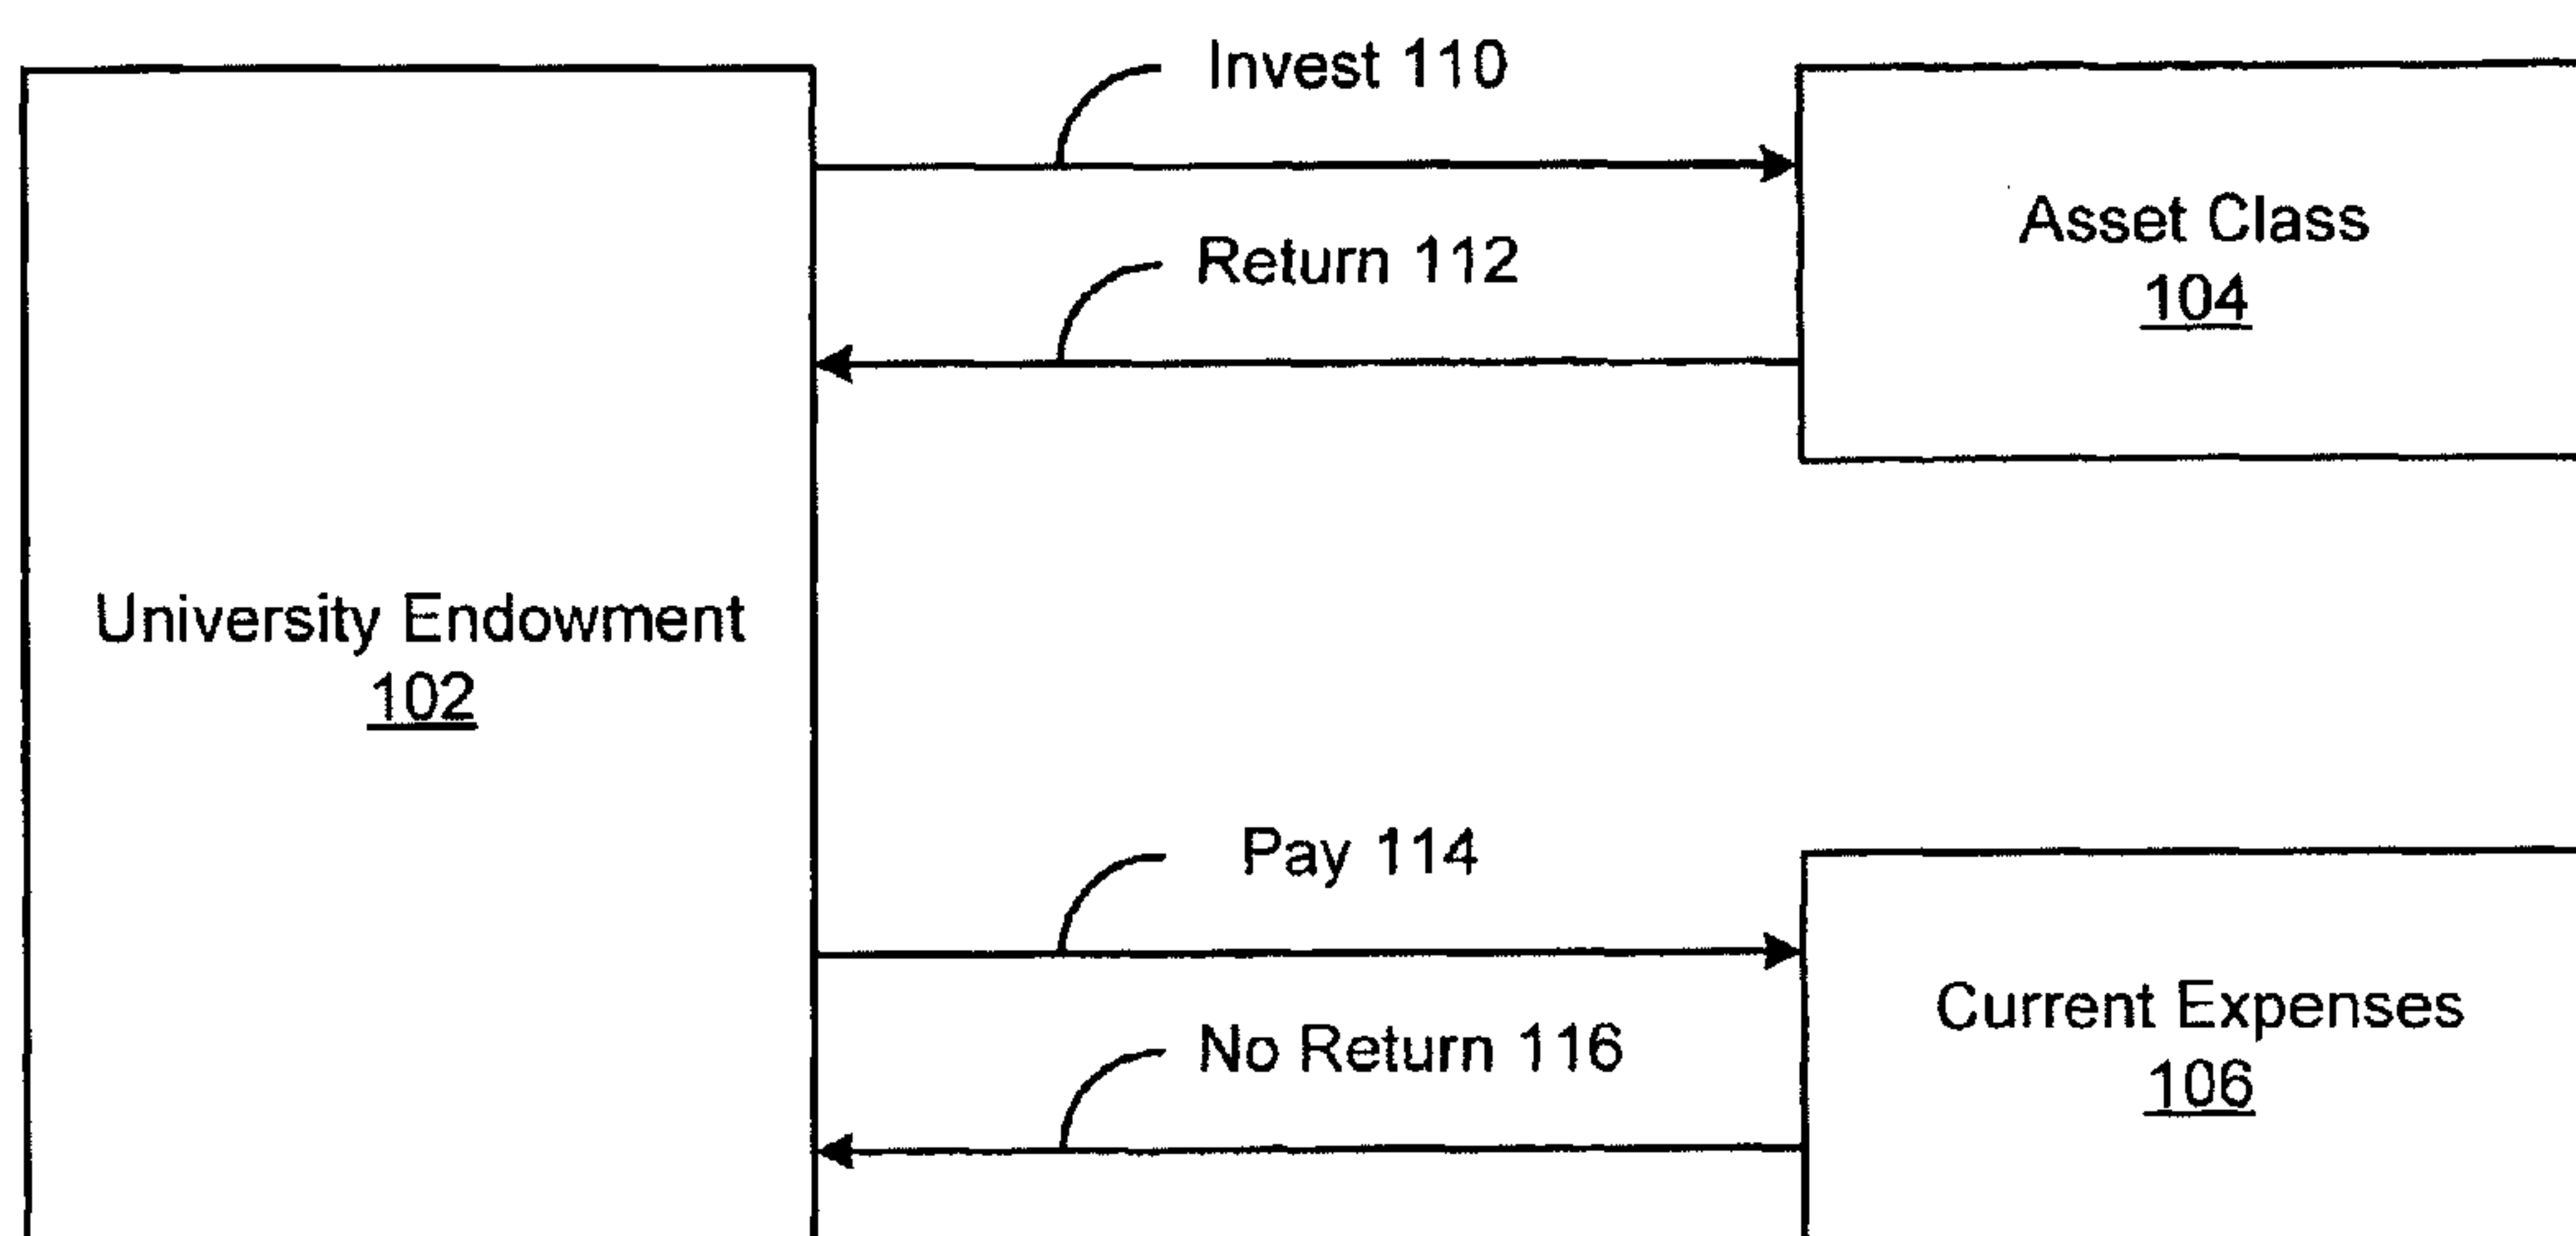 Invest 110
Asset Class
104
Return 112
University Endowment
102
Pay 114
Current Expenses
106
No Return 116